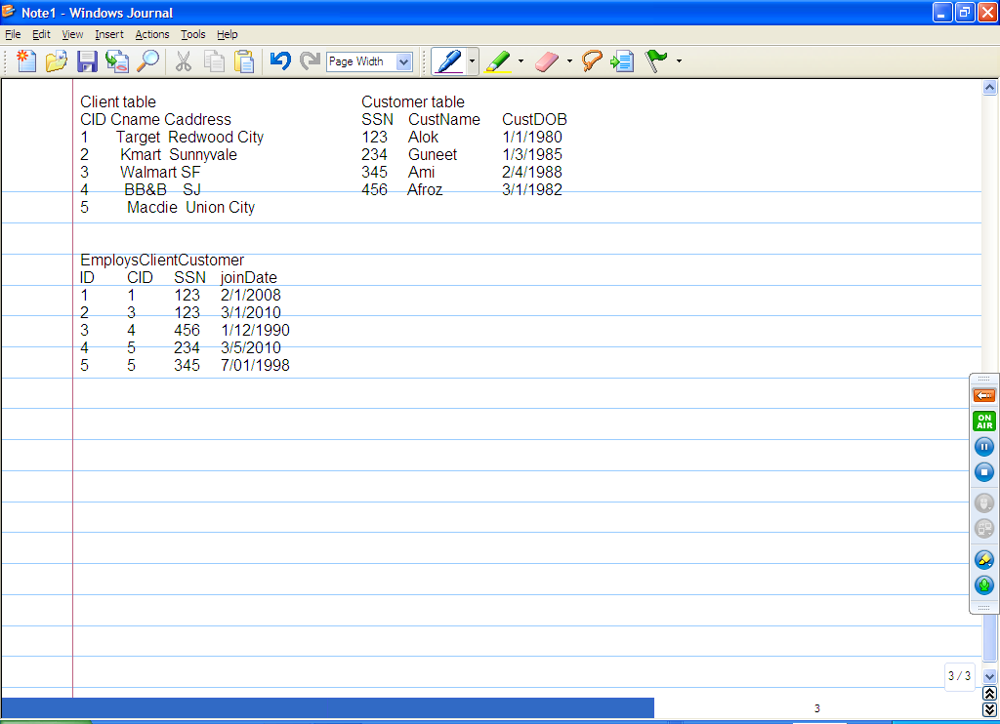 Note1 - Windows Journal
File Edit View Insert Actions Tools Help
Page Width
Client table
CID Cname Caddress
1 Target Redwood City
2 Kmart Sunnyvale
3 Walmart SF
4 BB&B SJ
5 Macdie Union City
Customer table
SSN CustName CustDOB
123 Alok 1/1/1980
234 Guneet 1/3/1985
345 Ami 2/4/1988
456 Afroz 3/1/1982
EmploysClientCustomer
ID CID SSN joinDate
1 1 123 2/1/2008
2 3 123 3/1/2010
3 4 456 1/12/1990
4 5 234 3/5/2010
5 5 345 7/01/1998
ON
AIR
3 / 3
3